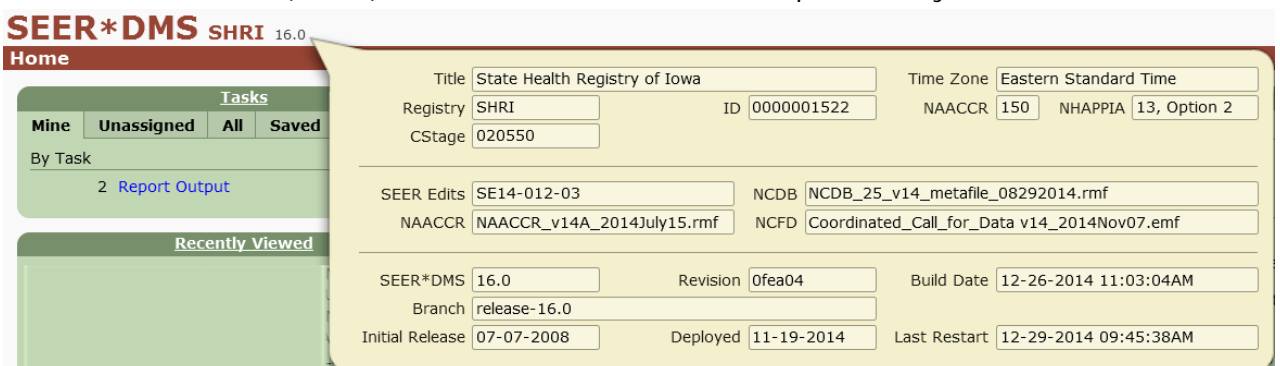 SEER*DMS SHRI 16.0
Home
Tasks
Mine Unassigned All Saved
By Task
2 Report Output
Recently Viewed
Title State Health Registry of Iowa Time Zone Eastern Standard Time
Registry SHRI ID 0000001522 NAACCR 150 NHAPPIA 13, Option 2
CStage 020550
SEER Edits SE14-012-03 NCDB NCDB_25_v14_metafile_08292014.rmf
NAACCR NAACCR_v14A_2014July15.rmf NCFD Coordinated_Call_for_Data v14_2014Nov07.emf
SEER*DMS 16.0 Revision 0fea04 Build Date 12-26-2014 11:03:04AM
Branch release-16.0
Initial Release 07-07-2008 Deployed 11-19-2014 Last Restart 12-29-2014 09:45:38AM